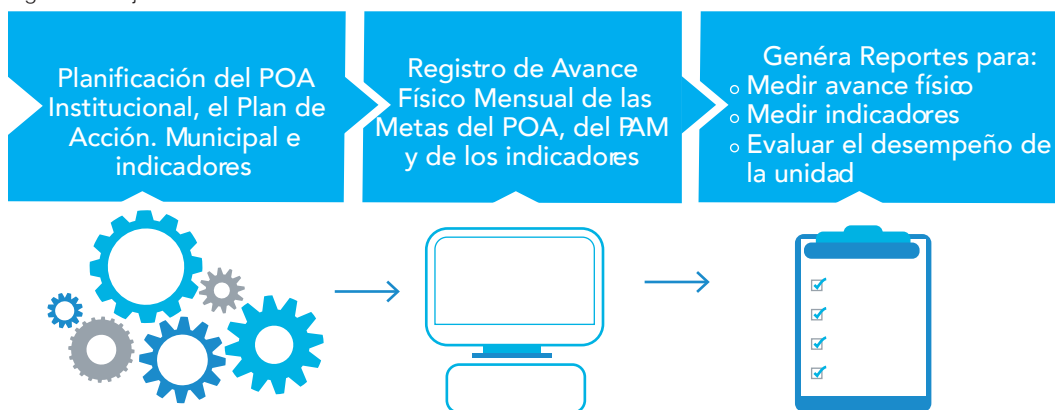 Planificación del POA
Institucional, el Plan de
Acción. Municipal e
indicadores
Registro de Avance
Físico Mensual de las
Metas del POA, del PAM
y de los indicadores
Genéra Reportes para:
Medir avance físico
Medir indicadores
Evaluar el desempeño de
la unidad